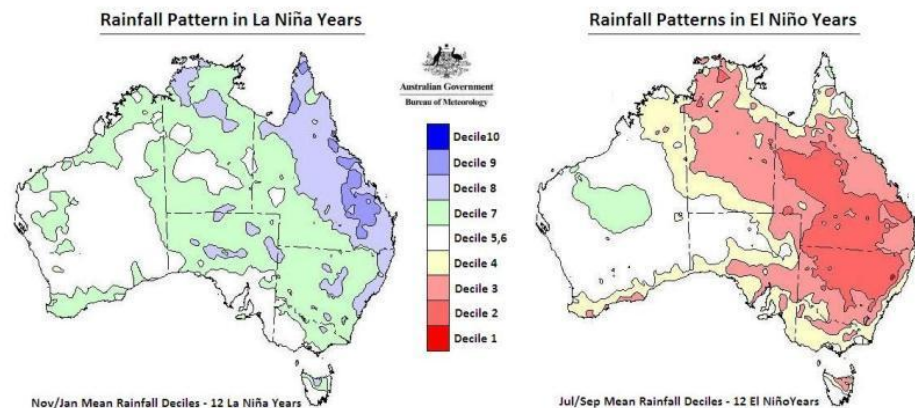 Rainfall Pattern in La Niña Years
Rainfall Patterns in El Niño Years
Australian Government
Bureau of Meteorology
Decile10
Decile 9
Decile 8
Decile 7
Decile 5,6
Decile 4
Decile 3
Decile 2
Decile 1
Nov/Jan Mean Rainfall Deciles - 12 La Niña Years
Jul/Sep Mean Rainfall Deciles - 12 El NiñoYears